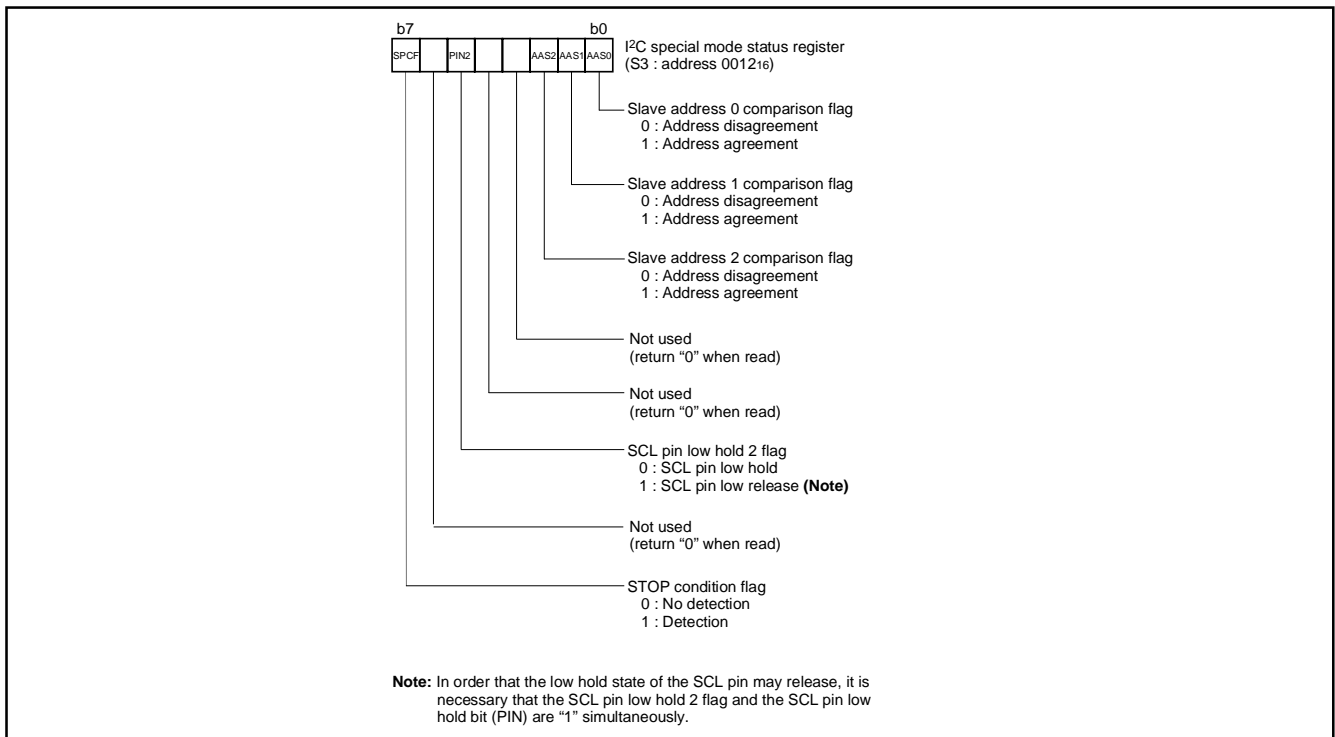 b7 b0
SPCF PIN2 AAS2 AAS1 AAS0
I2C special mode status register
(S3 : address 001216)
Slave address 0 comparison flag
0 : Address disagreement
1 : Address agreement
Slave address 1 comparison flag
0 : Address disagreement
1 : Address agreement
Slave address 2 comparison flag
0 : Address disagreement
1 : Address agreement
Not used
(return “0” when read)
Not used
(return “0” when read)
SCL pin low hold 2 flag
0 : SCL pin low hold
1 : SCL pin low release (Note)
Not used
(return “0” when read)
STOP condition flag
0 : No detection
1 : Detection
Note: In order that the low hold state of the SCL pin may release, it is
necessary that the SCL pin low hold 2 flag and the SCL pin low
hold bit (PIN) are “1” simultaneously.